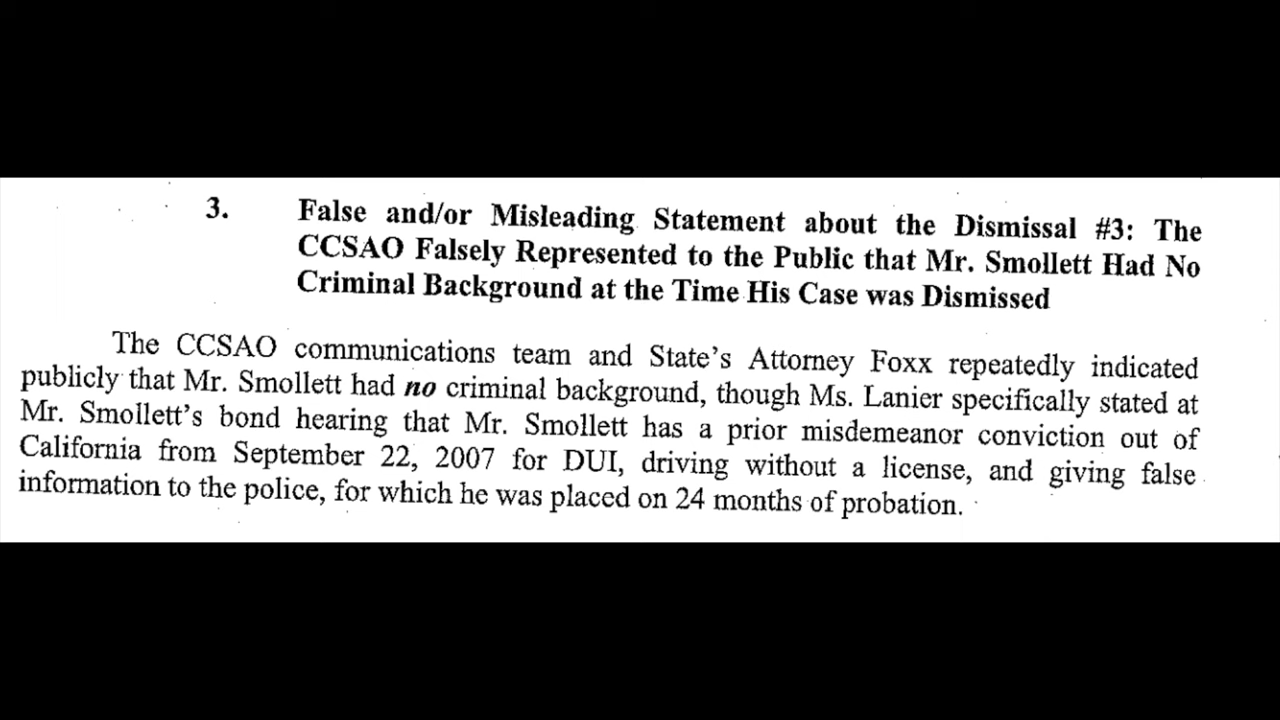 3. False and/or Misleading Statement about the Dismissal #3: The
CCSAO Falsely Represented to the Public that Mr. Smollett Had No
Criminal Background at the Time His Case was Dismissed
The CCSAO communications team and State's Attorney Foxx repeatedly indicated
publicly that Mr. Smollett had no criminal background, though Ms. Lanier specifically stated at
Mr. Smollett's bond hearing that Mr. Smollett has a prior misdemeanor conviction out of
California from September 22, 2007 for DUI, driving without a license, and giving false
information to the police, for which he was placed on 24 months of probation.